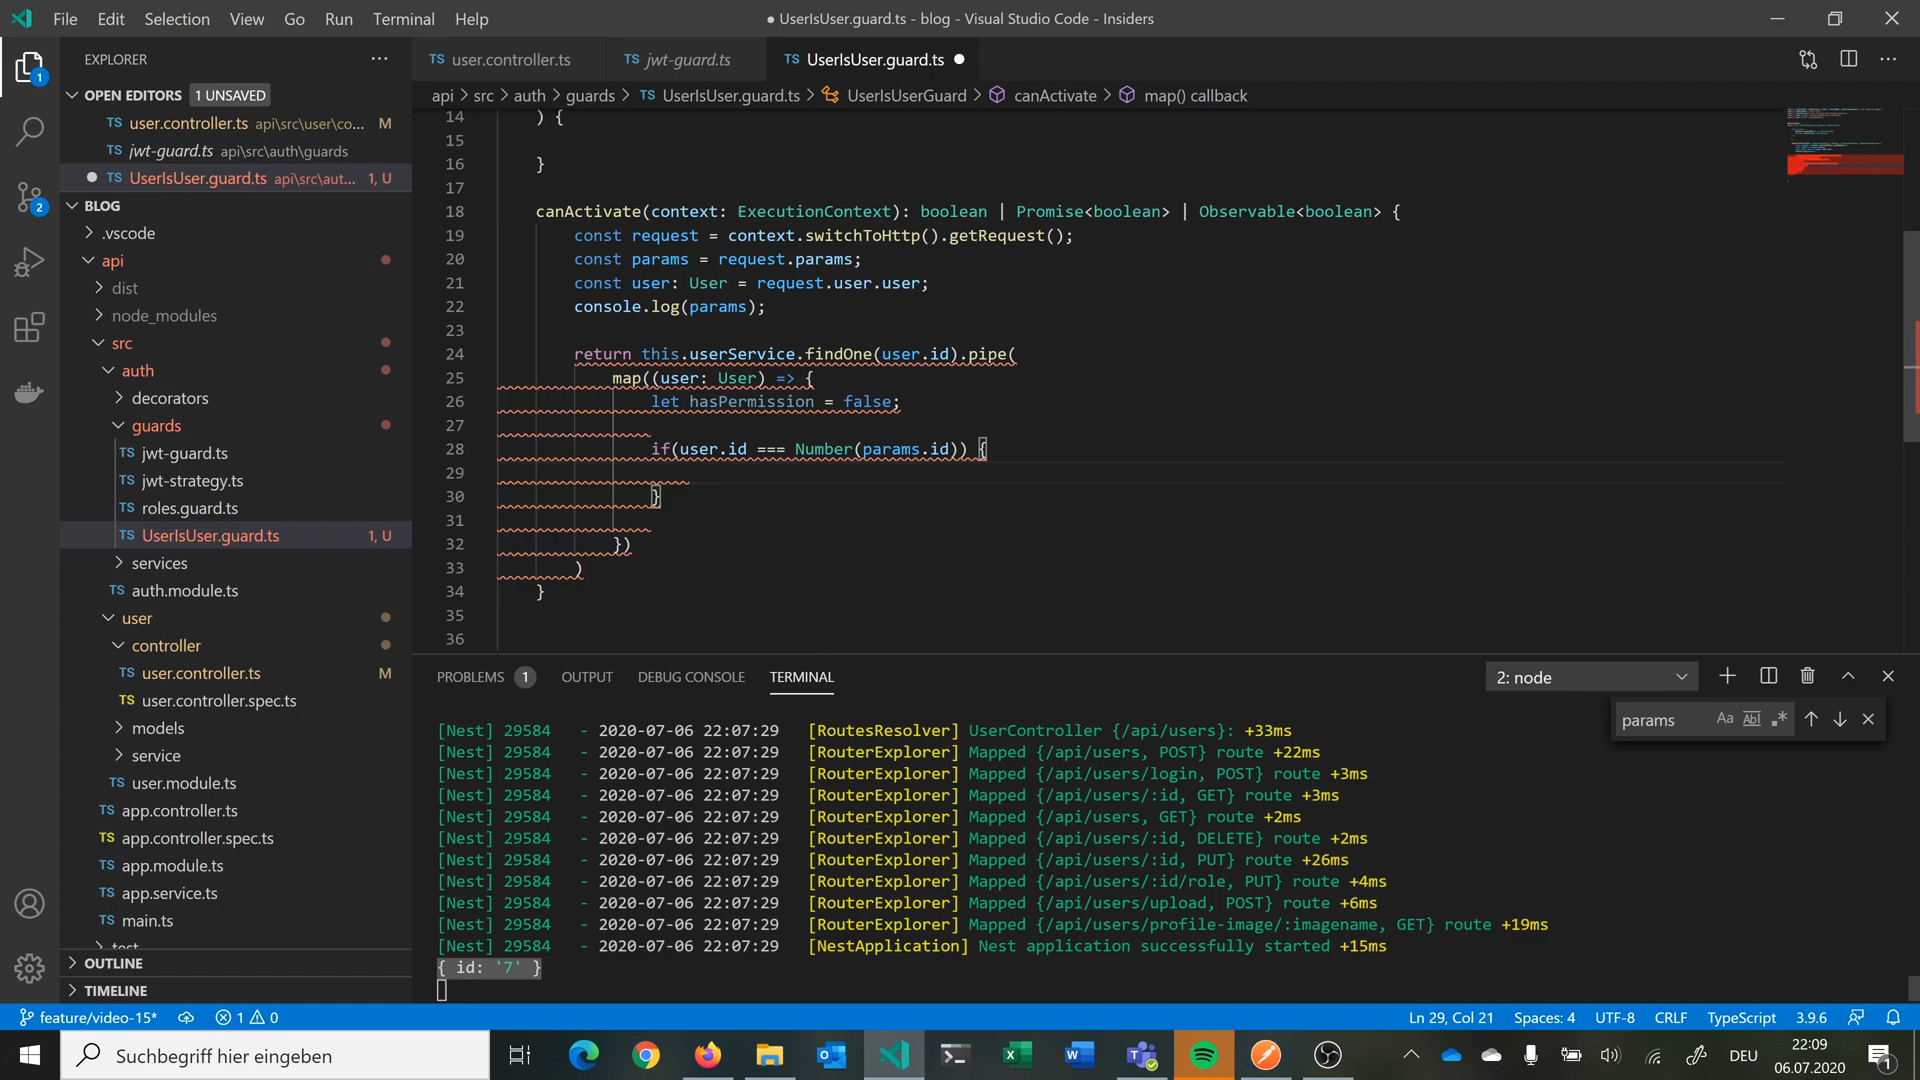 File Edit Selection View Go Run Terminal Help
● UserIsUser.guard.ts - blog - Visual Studio Code - Insiders
EXPLORER
OPEN EDITORS 1 UNSAVED
TS user.controller.ts api\src\user\co... M
TS jwt-guard.ts api\src\auth\guards
● TS UserIsUser.guard.ts api\src\aut... 1, U
BLOG
.vscode
api
dist
node_modules
src
auth
decorators
guards
TS jwt-guard.ts
TS jwt-strategy.ts
TS roles.guard.ts
TS UserIsUser.guard.ts 1, U
services
TS auth.module.ts
user
controller
TS user.controller.ts M
TS user.controller.spec.ts
models
service
TS user.module.ts
TS app.controller.ts
TS app.controller.spec.ts
TS app.module.ts
TS app.service.ts
TS main.ts
test
OUTLINE
TIMELINE
1
2
TS user.controller.ts TS jwt-guard.ts TS UserIsUser.guard.ts ●
api > src > auth > guards > TS UserIsUser.guard.ts > UserIsUserGuard > canActivate > map() callback
14 ) {
15
16 }
17
18 canActivate(context: ExecutionContext): boolean | Promise<boolean> | Observable<boolean> {
19 const request = context.switchToHttp().getRequest();
20 const params = request.params;
21 const user: User = request.user.user;
22 console.log(params);
23
24 return this.userService.findOne(user.id).pipe(
25 map((user: User) => {
26 let hasPermission = false;
27
28 if(user.id === Number(params.id)) {
29
30 }
31
32 })
33 )
34 }
35
36
PROBLEMS 1 OUTPUT DEBUG CONSOLE TERMINAL
2: node
params Aa Abl .*
[Nest] 29584 - 2020-07-06 22:07:29 [RoutesResolver] UserController {/api/users}: +33ms
[Nest] 29584 - 2020-07-06 22:07:29 [RouterExplorer] Mapped {/api/users, POST} route +22ms
[Nest] 29584 - 2020-07-06 22:07:29 [RouterExplorer] Mapped {/api/users/login, POST} route +3ms
[Nest] 29584 - 2020-07-06 22:07:29 [RouterExplorer] Mapped {/api/users/:id, GET} route +3ms
[Nest] 29584 - 2020-07-06 22:07:29 [RouterExplorer] Mapped {/api/users, GET} route +2ms
[Nest] 29584 - 2020-07-06 22:07:29 [RouterExplorer] Mapped {/api/users/:id, DELETE} route +2ms
[Nest] 29584 - 2020-07-06 22:07:29 [RouterExplorer] Mapped {/api/users/:id, PUT} route +26ms
[Nest] 29584 - 2020-07-06 22:07:29 [RouterExplorer] Mapped {/api/users/:id/role, PUT} route +4ms
[Nest] 29584 - 2020-07-06 22:07:29 [RouterExplorer] Mapped {/api/users/upload, POST} route +6ms
[Nest] 29584 - 2020-07-06 22:07:29 [RouterExplorer] Mapped {/api/users/profile-image/:imagename, GET} route +19ms
[Nest] 29584 - 2020-07-06 22:07:29 [NestApplication] Nest application successfully started +15ms
{ id: '7' }
feature/video-15* 1 0 Ln 29, Col 21 Spaces: 4 UTF-8 CRLF TypeScript 3.9.6
Suchbegriff hier eingeben
DEU
22:09
06.07.2020
1